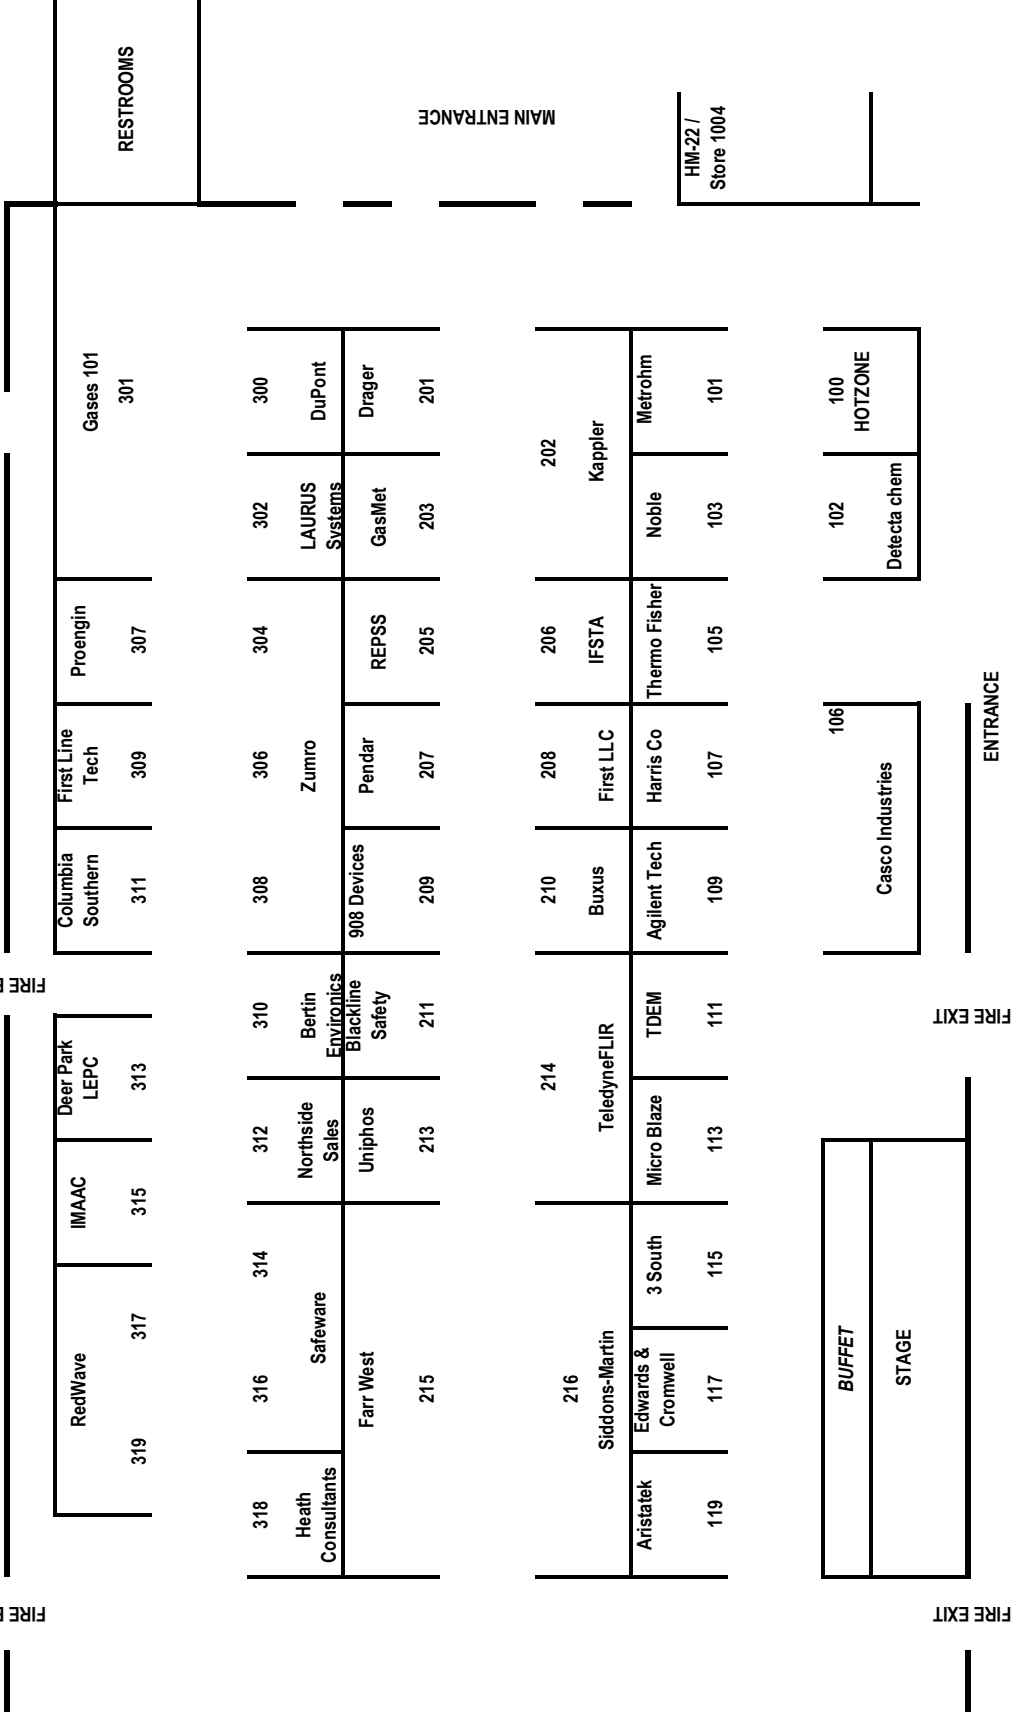 RESTROOMS
MAIN ENTRANCE
HM-22 /
Store 1004
Gases 101
301
300
DuPont
Drager
201
202
Kappler
Metrohm
101
100
HOTZONE
302
LAURUS
Systems
GasMet
203
Noble
103
102
Detecta chem
Proengin
307
304
REPSS
205
206
IFSTA
Thermo Fisher
105
First Line
Tech
309
306
Zumro
Pendar
207
208
First LLC
Harris Co
107
106
Casco Industries
ENTRANCE
Columbia
Southern
311
308
908 Devices
209
210
Buxus
Agilent Tech
109
FIRE E
310
Bertin
Environics
Blackline
Safety
211
214
TeledyneFLIR
TDEM
111
FIRE EXIT
Deer Park
LEPC
313
312
Northside
Sales
Uniphos
213
Micro Blaze
113
IMAAC
315
314
Safeware
316
Farr West
215
216
Siddons-Martin
3 South
115
RedWave
317
319
Edwards &
Cromwell
117
BUFFET
STAGE
318
Heath
Consultants
Aristatek
119
FIRE E
FIRE EXIT